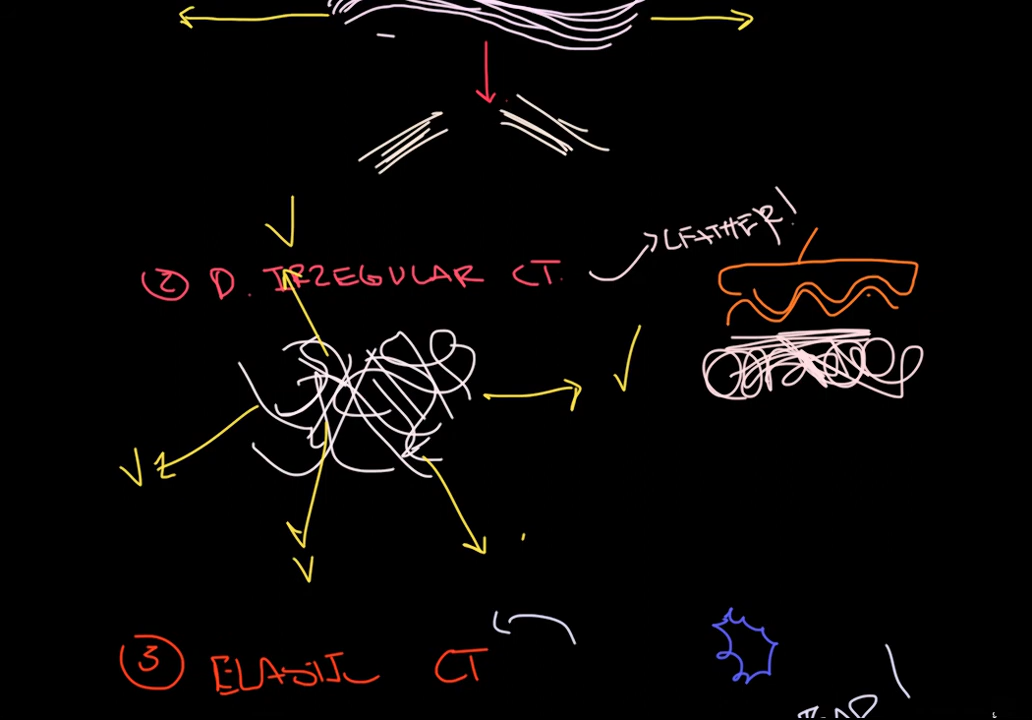 LEATHER!
② D. IRREGULAR CT.
③ ELASTIC CT